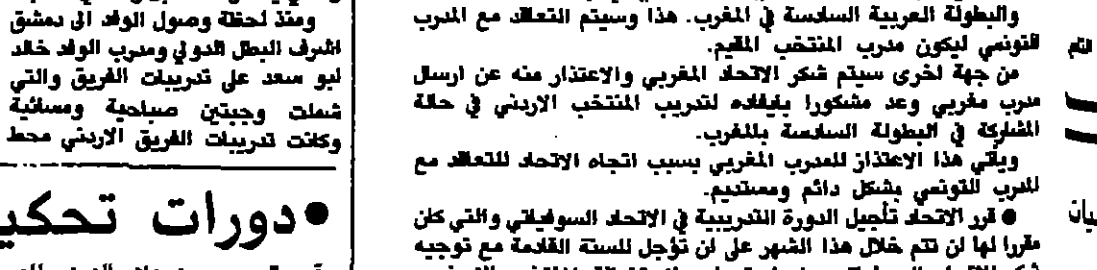 والبطولة العربية السادسة في المغرب. هذا وسيتم التعاقد مع المدرب
التونسي ليكون مدرب المنتخب المقيم.
من جهة اخرى سيتم شكر الاتحاد المغربي والاعتذار منه عن ارسال
مدرب مغربي وعد مشكورا بايفاده لتدريب المنتخب الاردني في حالة
المشاركة في البطولة السادسة بالمغرب.
ويأتي هذا الاعتذار للمدرب المغربي بسبب اتجاه الاتحاد للتعاقد مع
المدرب التونسي بشكل دائم ومستديم.
● قرر الاتحاد تأجيل الدورة التدريبية في الاتحاد السوفياتي والتي كان
مقررا لها ان تتم خلال هذا الشهر على ان تؤجل للسنة القادمة مع توجيه
ومنذ لحظة وصول الوفد الى دمشق
اشرف البطل الدولي ومدرب الوفد خالد
ابو سعد على تدريبات الفريق والتي
شملت وجبتين صباحية ومسائية
وكانت تدريبات الفريق الاردني محط
●دورات تحكي